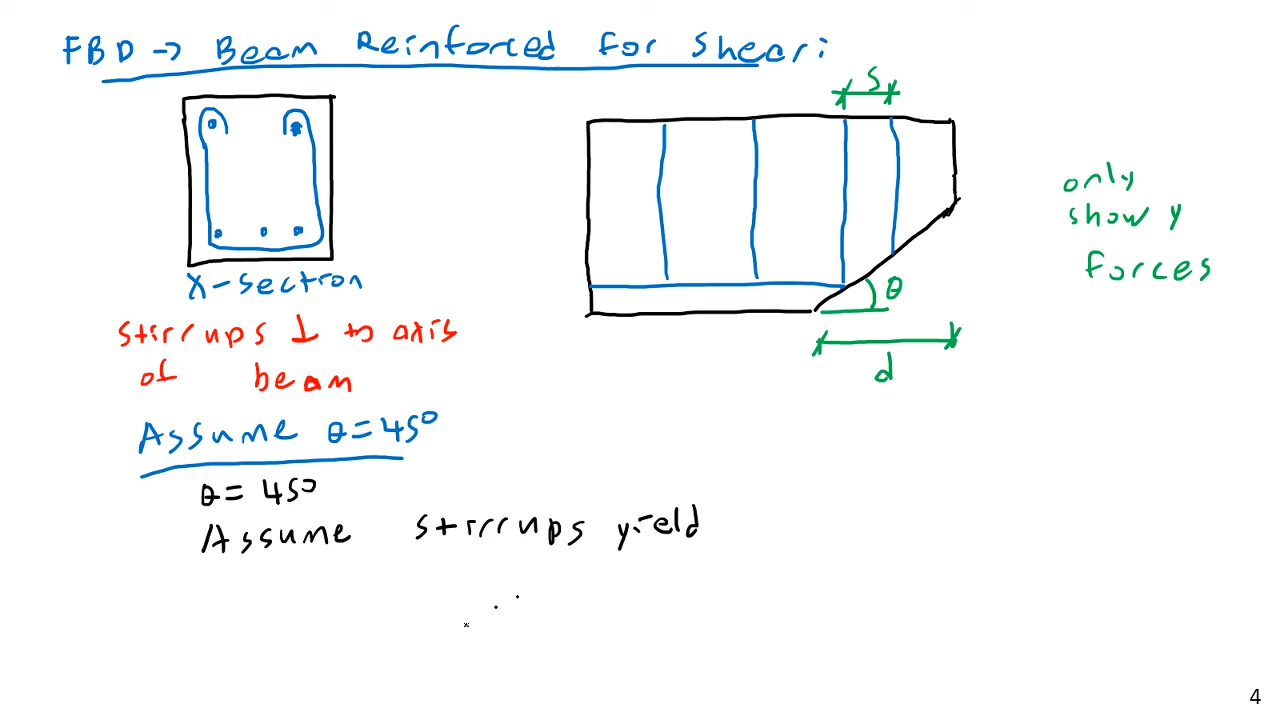 FBD → Beam Reinforced for Shear:
S
only
show y
forces
θ
d
X-section
stirrups ⊥ to axis
of beam
Assume θ=45°
θ=45°
Assume stirrups yield
4